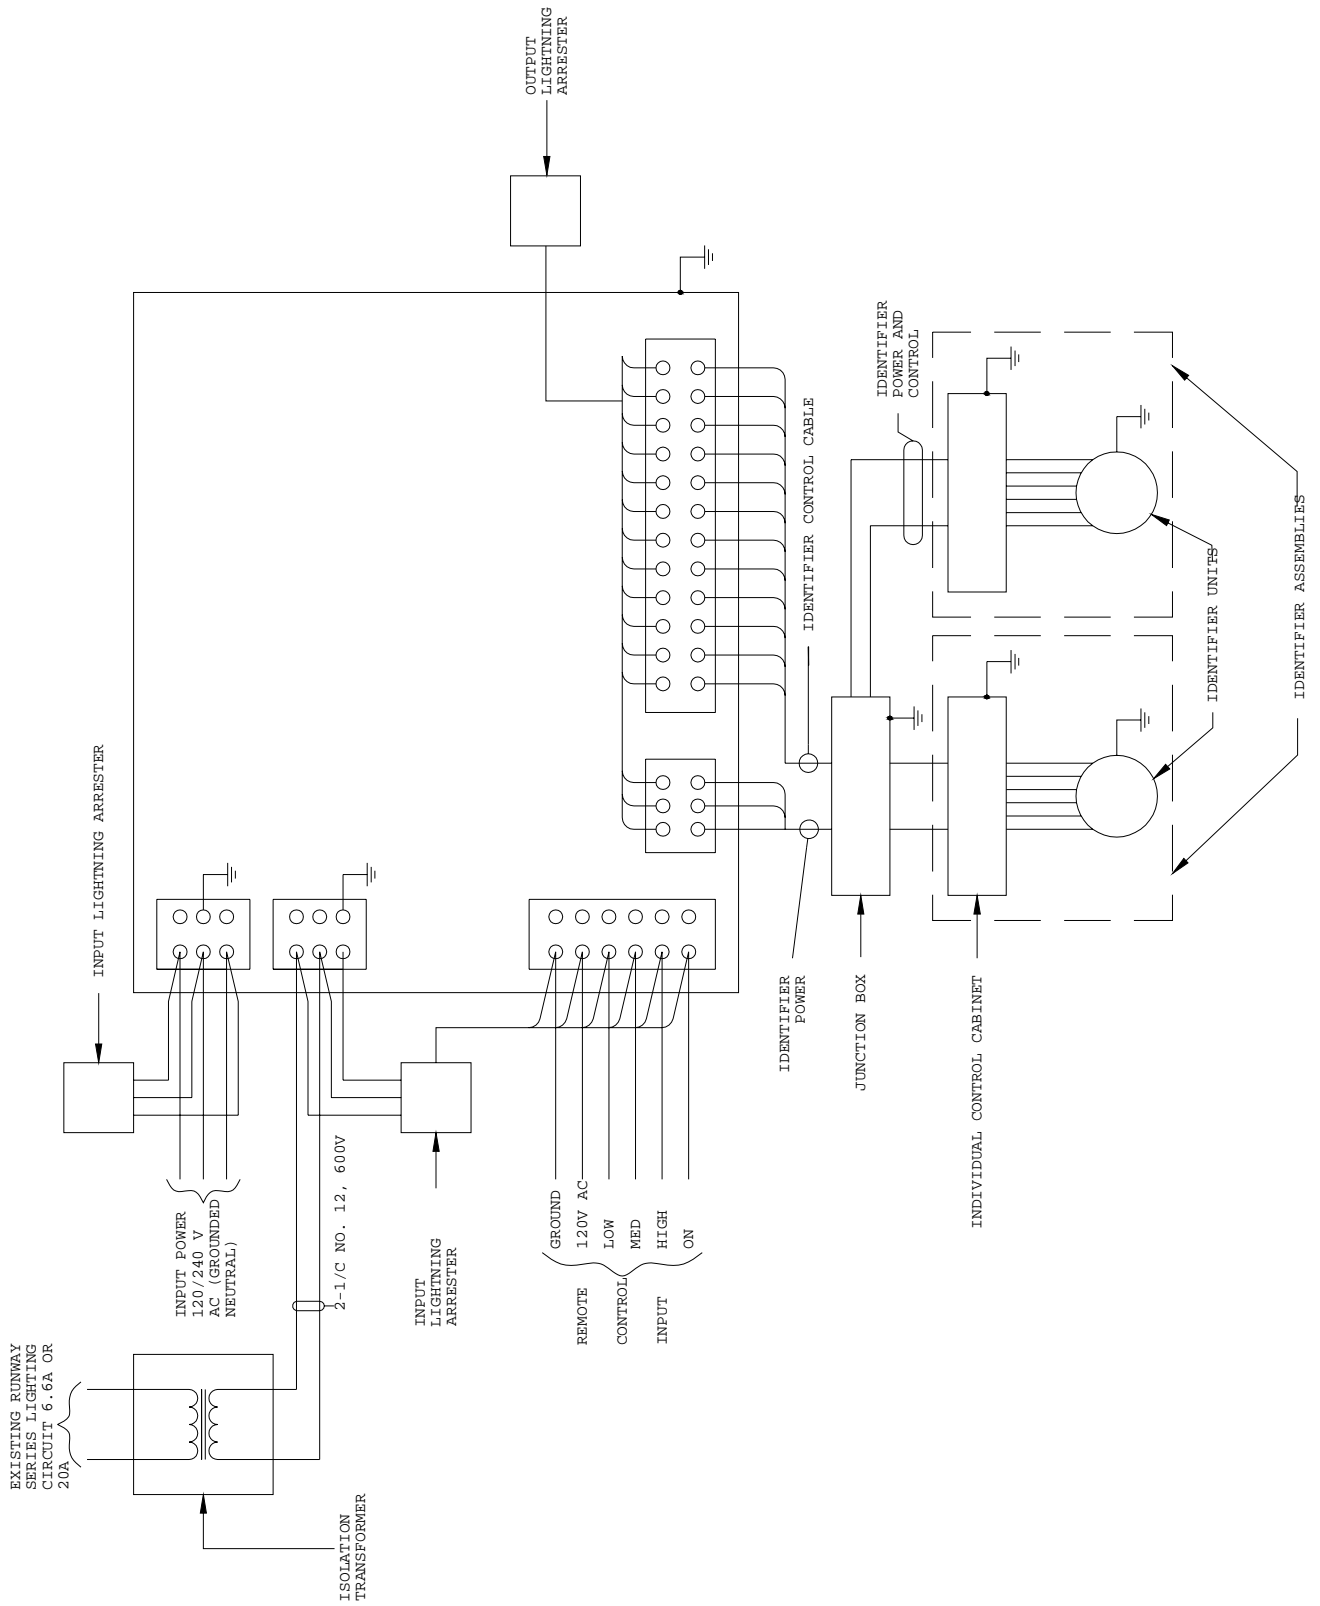 EXISTING RUNWAY
SERIES LIGHTING
CIRCUIT 6.6A OR
20A
ISOLATION
TRANSFORMER
INPUT LIGHTNING ARRESTER
INPUT POWER
120/240 V
AC (GROUNDED
NEUTRAL)
2-1/C NO. 12, 600V
INPUT
LIGHTNING
ARRESTER
GROUND
120V AC
LOW
MED
HIGH
ON
REMOTE
CONTROL
INPUT
OUTPUT
LIGHTNING
ARRESTER
IDENTIFIER CONTROL CABLE
IDENTIFIER
POWER
JUNCTION BOX
INDIVIDUAL CONTROL CABINET
IDENTIFIER
POWER AND
CONTROL
IDENTIFIER UNITS
IDENTIFIER ASSEMBLIES